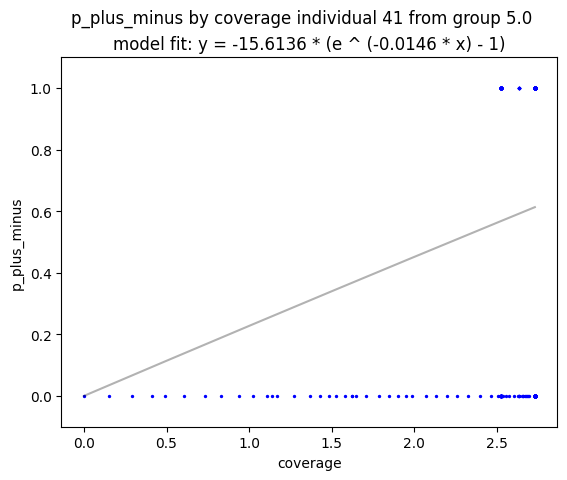 p_plus_minus by coverage individual 41 from group 5.0
model fit: y = -15.6136 * (e ^ (-0.0146 * x) - 1)
1.0
0.8
0.6
0.4
0.2
0.0
p_plus_minus
0.0 0.5 1.0 1.5 2.0 2.5
coverage